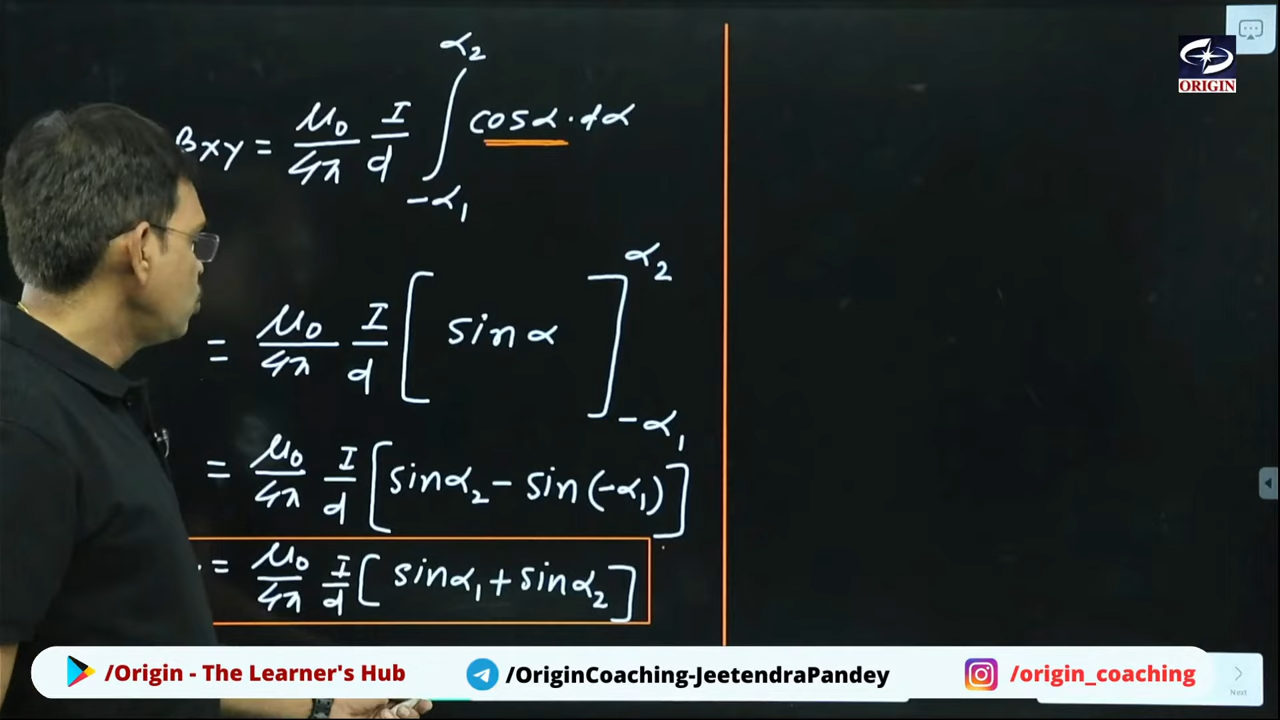 α₂
Bxy = μ₀/4π I/d ∫ cosα · dα
-α₁
= μ₀/4π I/d [ sin α ]
α₂
-α₁
= μ₀/4π I/d [ sinα₂ - sin (-α₁) ]
= μ₀/4π I/d [ sinα₁ + sinα₂ ]
ORIGIN
Next
/Origin - The Learner's Hub
/OriginCoaching-JeetendraPandey
/origin_coaching